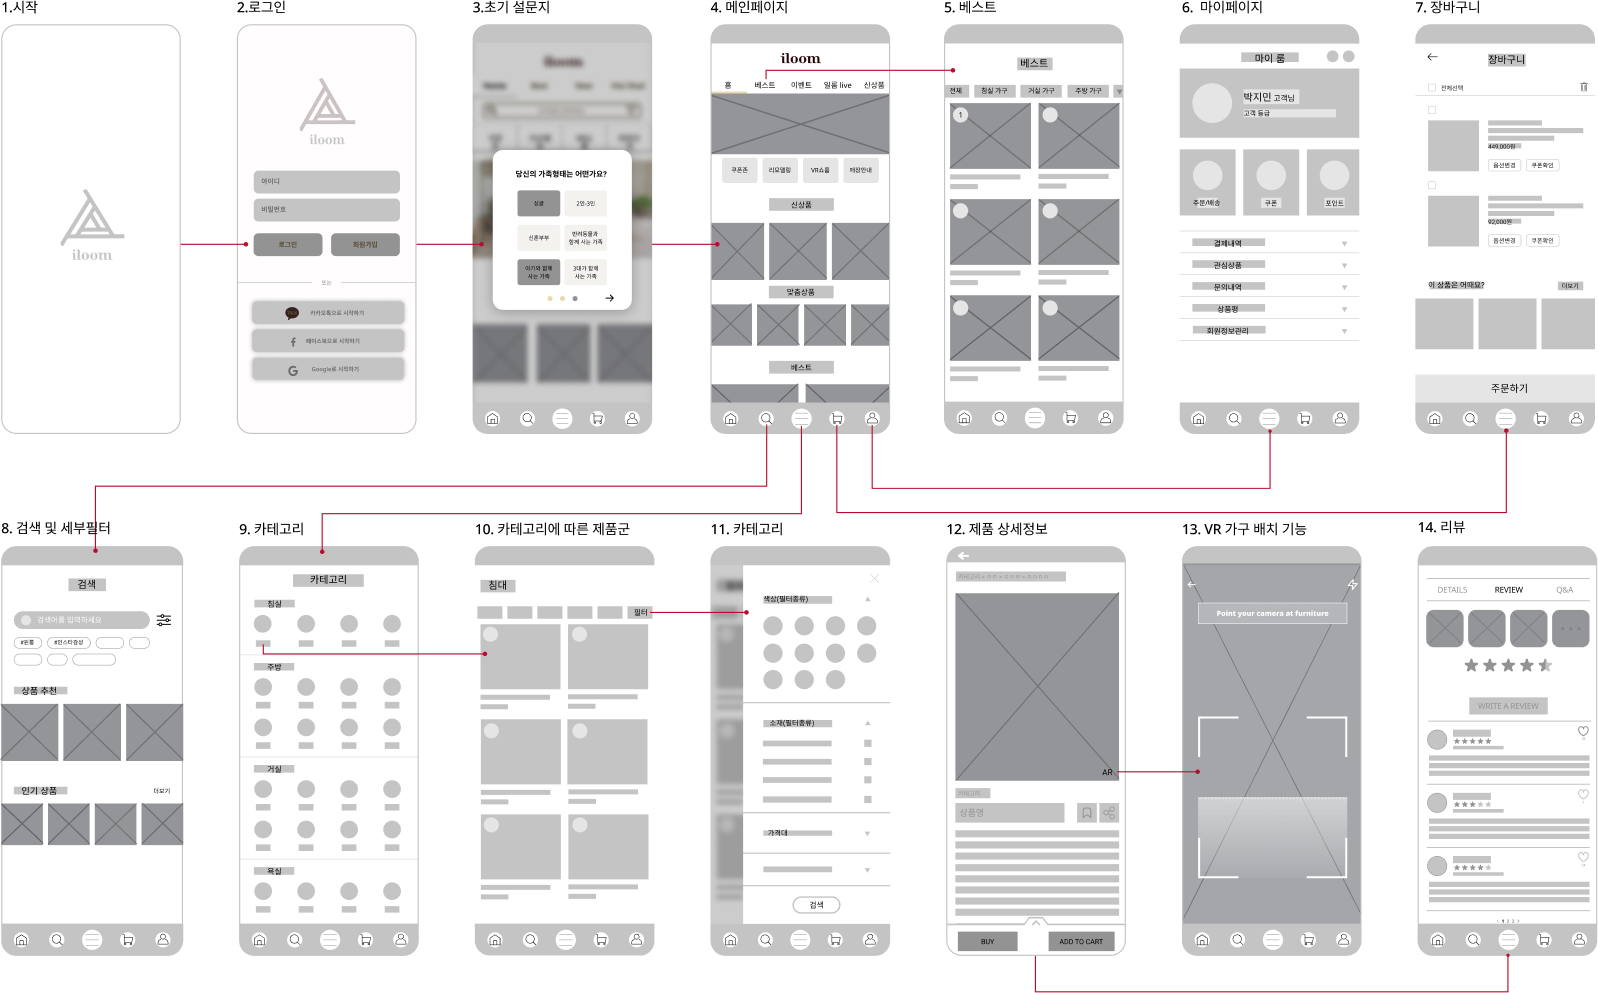 1.시작
iloom
2.로그인
iloom
아이디
비밀번호
로그인
회원가입
또는
카카오톡으로 시작하기
페이스북으로 시작하기
Google로 시작하기
3.초기 설문지
iloom
당신의 가족형태는 어떤가요?
싱글
2인-3인
신혼부부
반려동물과
함께 사는 가족
아기와 함께
사는 가족
3대가 함께
사는 가족
4. 메인페이지
iloom
홈 베스트 이벤트 일룸 live 신상품
쿠폰존 리모델링 VR쇼룸 매장안내
신상품
맞춤상품
베스트
5. 베스트
베스트
전체 침실 가구 거실 가구 주방 가구
1
6. 마이페이지
마이 룸
박지민 고객님
고객 등급
주문/배송 쿠폰 포인트
결제내역
관심상품
문의내역
상품평
회원정보관리
7. 장바구니
장바구니
전체선택
449,000원
옵션변경 쿠폰확인
92,000원
옵션변경 쿠폰확인
이 상품은 어때요?
더보기
주문하기
8. 검색 및 세부필터
검색
검색어를 입력하세요
#원룸 #인스타감성
상품 추천
인기 상품
더보기
9. 카테고리
카테고리
침실
주방
거실
욕실
10. 카테고리에 따른 제품군
침대
필터
11. 카테고리
색상(필터종류)
소재(필터종류)
가격대
검색
12. 제품 상세정보
AR
카테고리
상품명
BUY
ADD TO CART
13. VR 가구 배치 기능
Point your camera at furniture
14. 리뷰
DETAILS REVIEW Q&A
WRITE A REVIEW